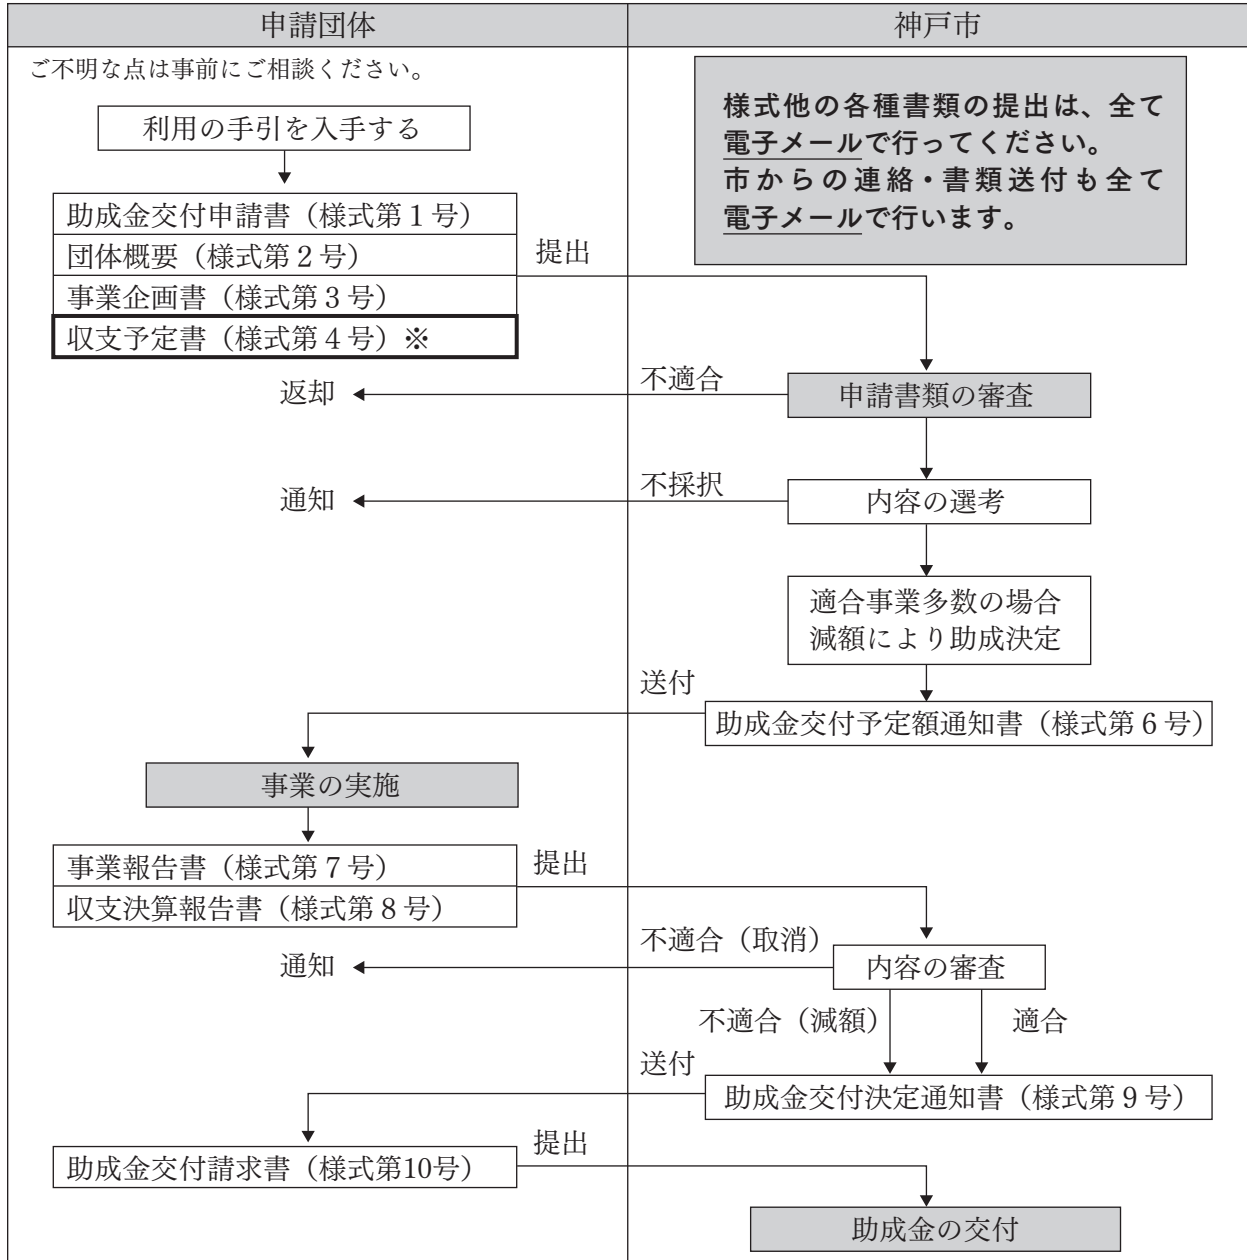 申請団体
神戸市
ご不明な点は事前にご相談ください。
様式他の各種書類の提出は、全て
電子メールで行ってください。
市からの連絡・書類送付も全て
電子メールで行います。
利用の手引を入手する
助成金交付申請書（様式第１号）
団体概要（様式第２号）
事業企画書（様式第３号）
収支予定書（様式第４号）※
提出
不適合
返却
申請書類の審査
不採択
通知
内容の選考
適合事業多数の場合
減額により助成決定
送付
助成金交付予定額通知書（様式第６号）
事業の実施
事業報告書（様式第７号）
収支決算報告書（様式第８号）
提出
不適合（取消）
通知
内容の審査
不適合（減額）
適合
送付
助成金交付決定通知書（様式第９号）
助成金交付請求書（様式第10号）
提出
助成金の交付